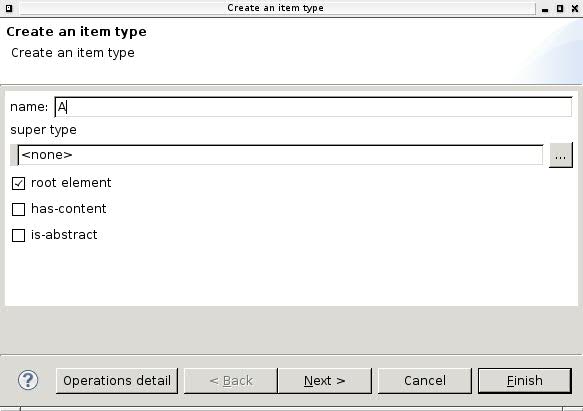 Create an item type
Create an item type
Create an item type
name: A
super type
<none> ...
root element
has-content
is-abstract
? Operations detail < Back Next > Cancel Finish